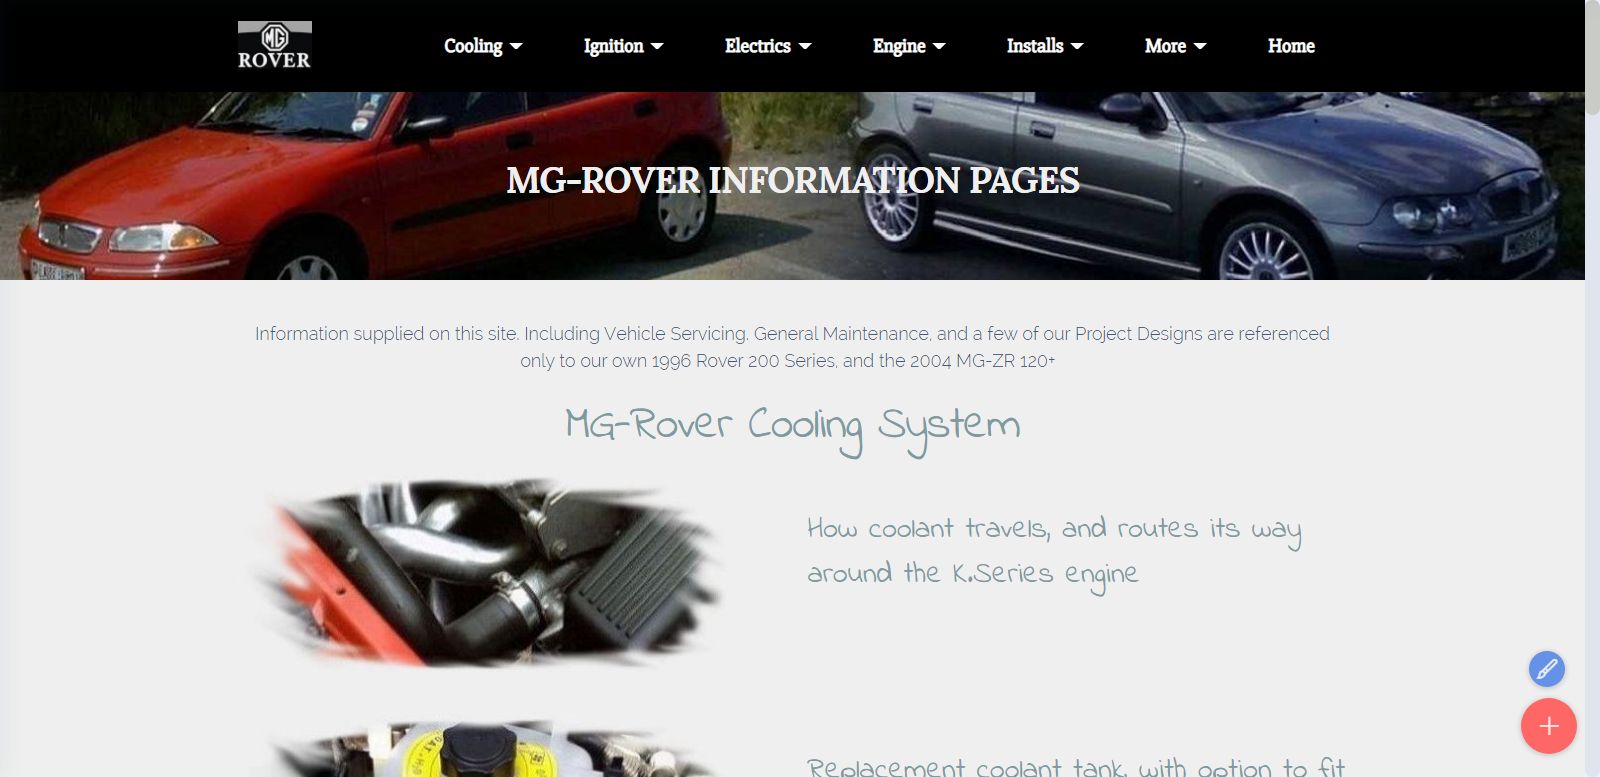 MG
ROVER
Cooling
Ignition
Electrics
Engine
Installs
More
Home
MG-ROVER INFORMATION PAGES
Information supplied on this site. Including Vehicle Servicing. General Maintenance, and a few of our Project Designs are referenced
only to our own 1996 Rover 200 Series, and the 2004 MG-ZR 120+
MG-Rover Cooling System
How coolant travels, and routes its way
around the K.Series engine
Replacement coolant tank, with option to fit